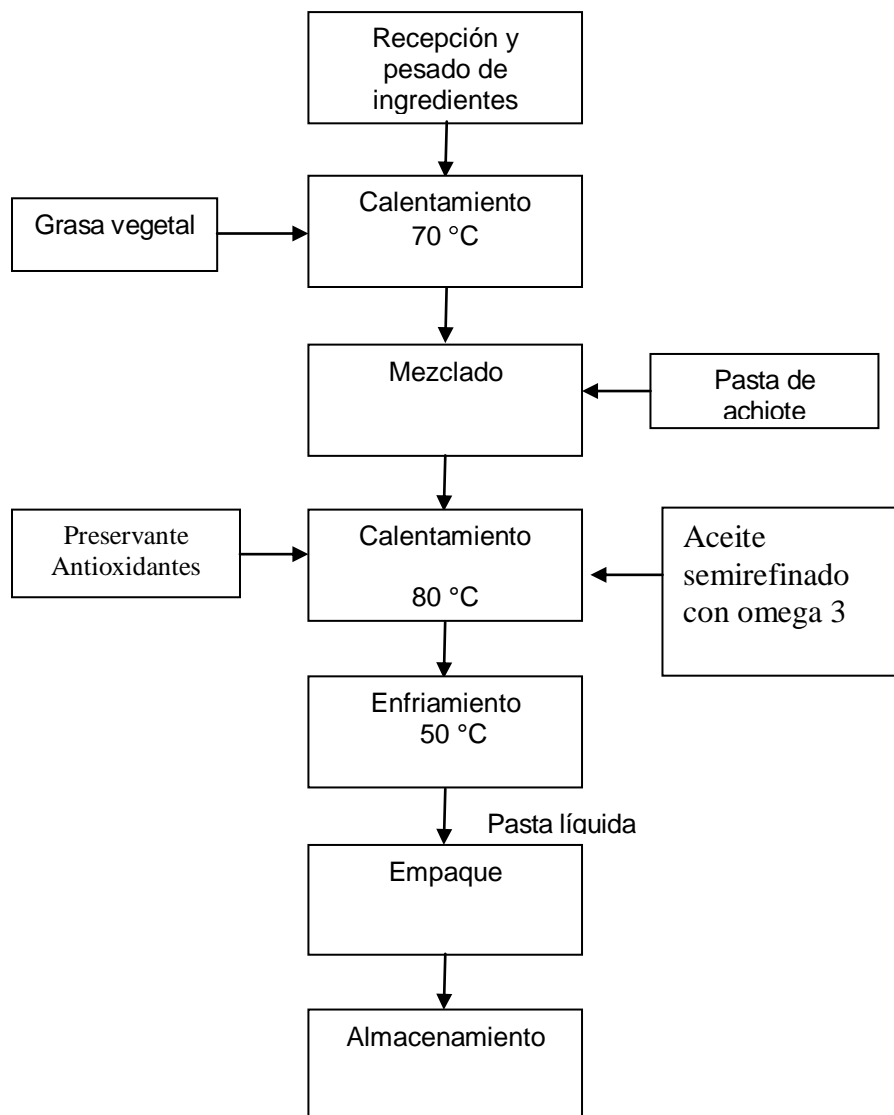 Recepción y
pesado de
ingredientes
Grasa vegetal
Calentamiento
70 °C
Mezclado
Pasta de
achiote
Preservante
Antioxidantes
Calentamiento
80 °C
Aceite
semirefinado
con omega 3
Enfriamiento
50 °C
Pasta líquida
Empaque
Almacenamiento